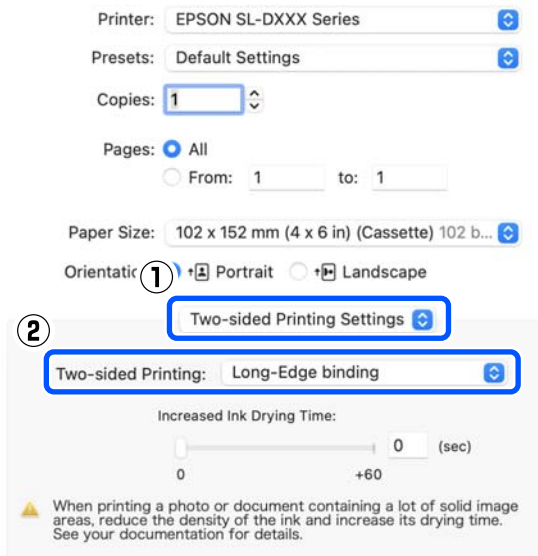 Printer: EPSON SL-DXXX Series
Presets: Default Settings
Copies: 1
Pages: All
From: 1 to: 1
Paper Size: 102 x 152 mm (4 x 6 in) (Cassette) 102 b...
Orientatic Portrait Landscape
1
Two-sided Printing Settings
2
Two-sided Printing: Long-Edge binding
Increased Ink Drying Time:
0 (sec)
0 +60
When printing a photo or document containing a lot of solid image
areas, reduce the density of the ink and increase its drying time.
See your documentation for details.